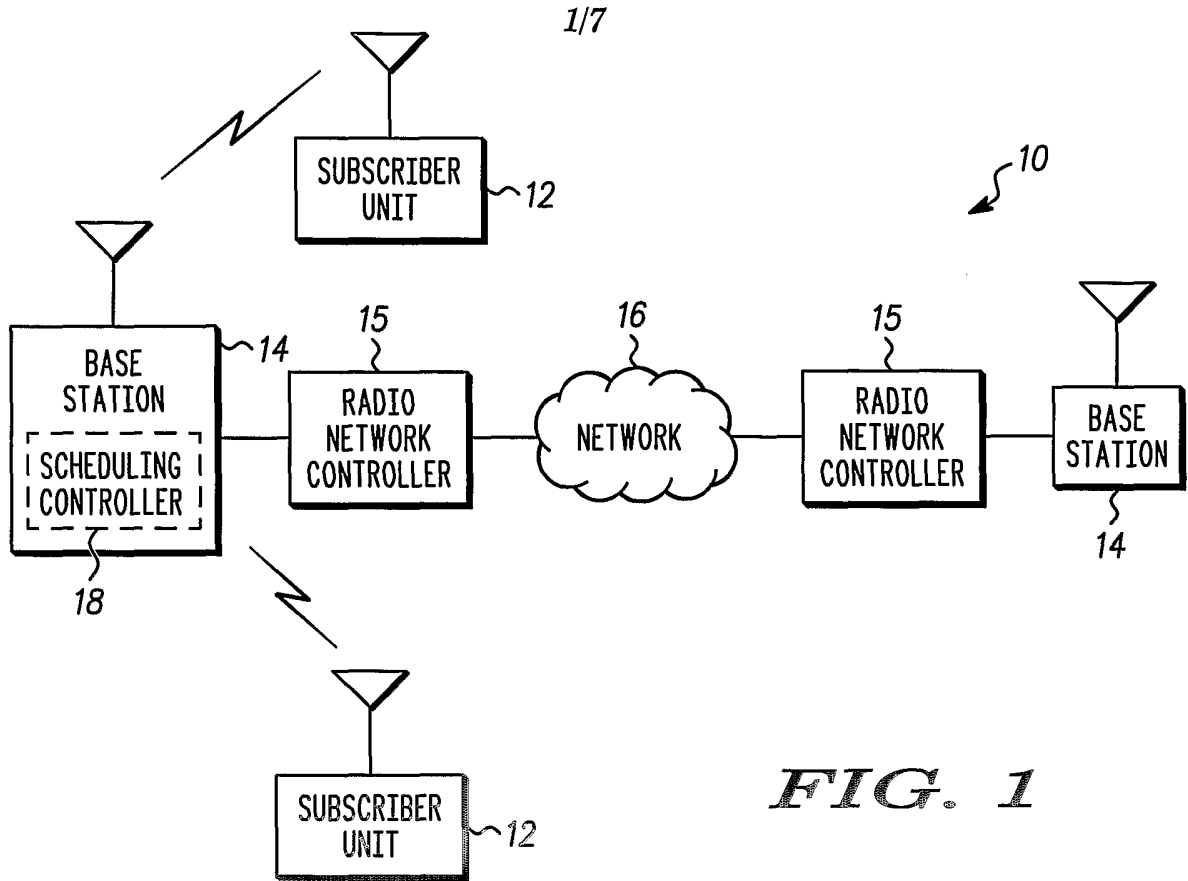 1/7
SUBSCRIBER
UNIT
12
10
BASE
STATION
14
SCHEDULING
CONTROLLER
18
15
RADIO
NETWORK
CONTROLLER
16
NETWORK
15
RADIO
NETWORK
CONTROLLER
BASE
STATION
14
SUBSCRIBER
UNIT
12
FIG. 1